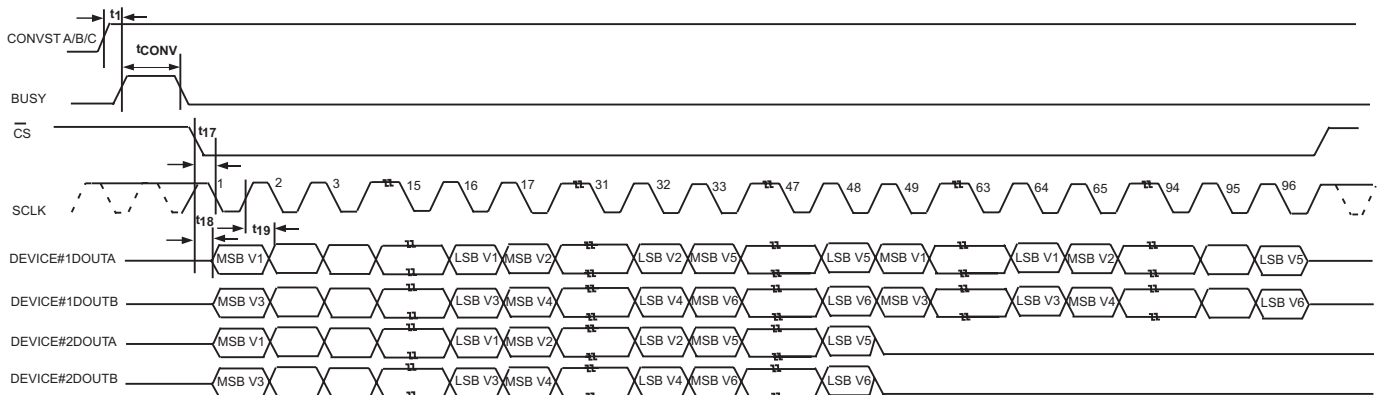 t1
CONVST A/B/C
tCONV
BUSY
CS
t17
SCLK
1 2 3 15 16 17 31 32 33 47 48 49 63 64 65 94 95 96
t18
t19
DEVICE#1DOUTA MSB V1 LSB V1 MSB V2 LSB V2 MSB V5 LSB V5 MSB V1 LSB V1 MSB V2 LSB V5
DEVICE#1DOUTB MSB V3 LSB V3 MSB V4 LSB V4 MSB V6 LSB V6 MSB V3 LSB V3 MSB V4 LSB V6
DEVICE#2DOUTA MSB V1 LSB V1 MSB V2 LSB V2 MSB V5 LSB V5
DEVICE#2DOUTB MSB V3 LSB V3 MSB V4 LSB V4 MSB V6 LSB V6